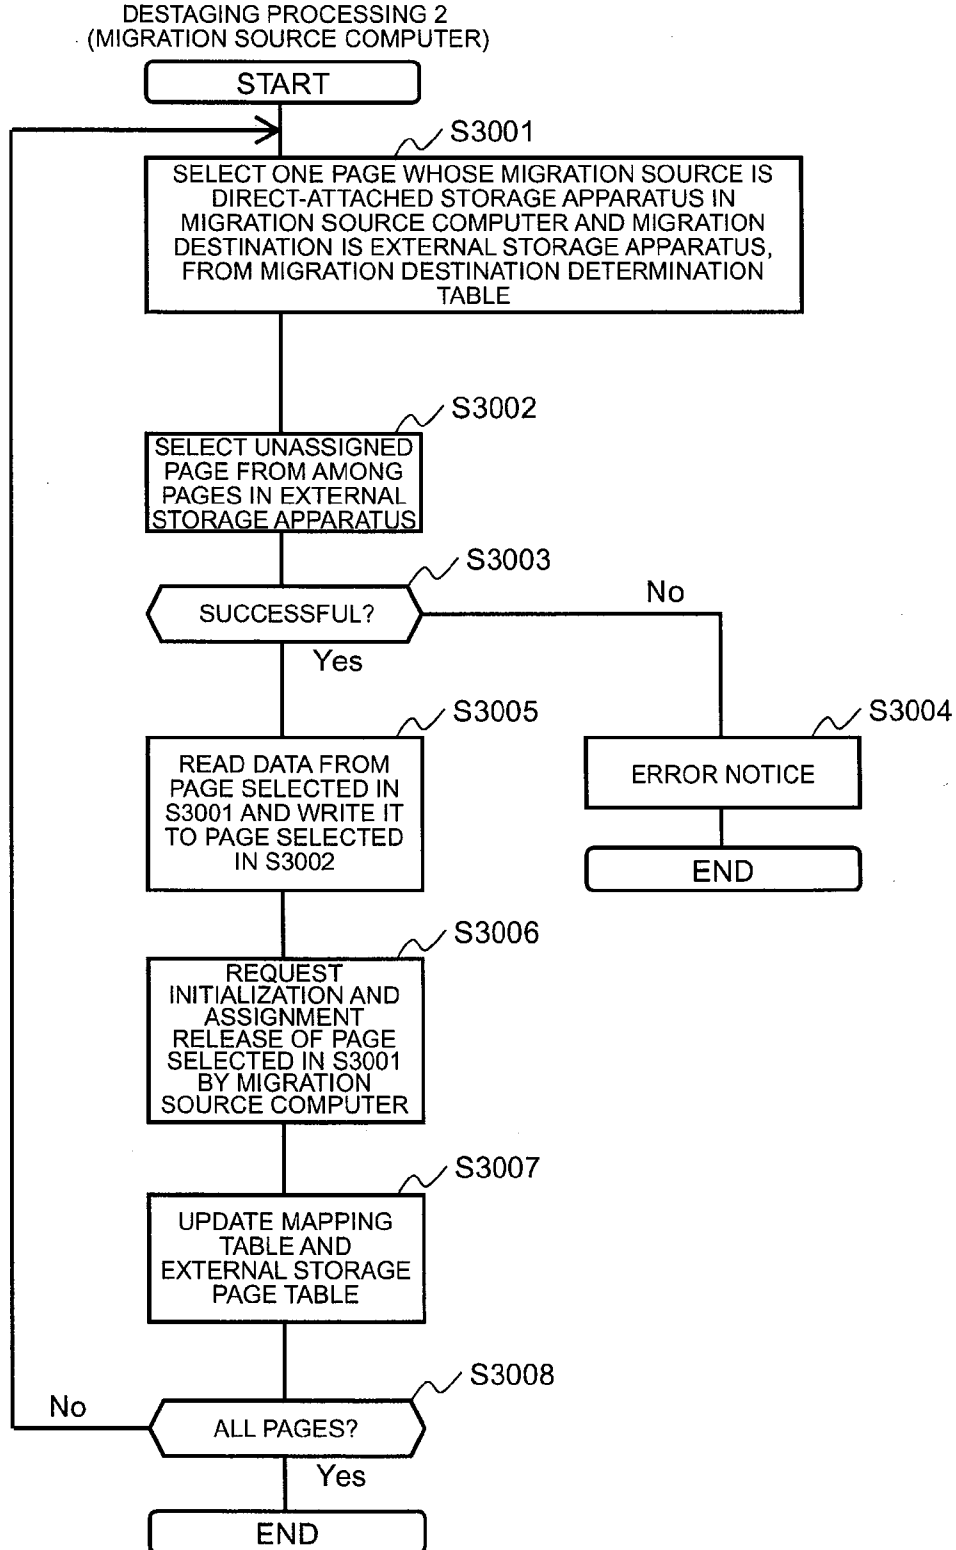 DESTAGING PROCESSING 2
(MIGRATION SOURCE COMPUTER)
START
S3001
SELECT ONE PAGE WHOSE MIGRATION SOURCE IS
DIRECT-ATTACHED STORAGE APPARATUS IN
MIGRATION SOURCE COMPUTER AND MIGRATION
DESTINATION IS EXTERNAL STORAGE APPARATUS,
FROM MIGRATION DESTINATION DETERMINATION
TABLE
S3002
SELECT UNASSIGNED
PAGE FROM AMONG
PAGES IN EXTERNAL
STORAGE APPARATUS
S3003
SUCCESSFUL?
No
Yes
S3005
READ DATA FROM
PAGE SELECTED IN
S3001 AND WRITE IT
TO PAGE SELECTED
IN S3002
S3004
ERROR NOTICE
END
S3006
REQUEST
INITIALIZATION AND
ASSIGNMENT
RELEASE OF PAGE
SELECTED IN S3001
BY MIGRATION
SOURCE COMPUTER
S3007
UPDATE MAPPING
TABLE AND
EXTERNAL STORAGE
PAGE TABLE
S3008
ALL PAGES?
No
Yes
END